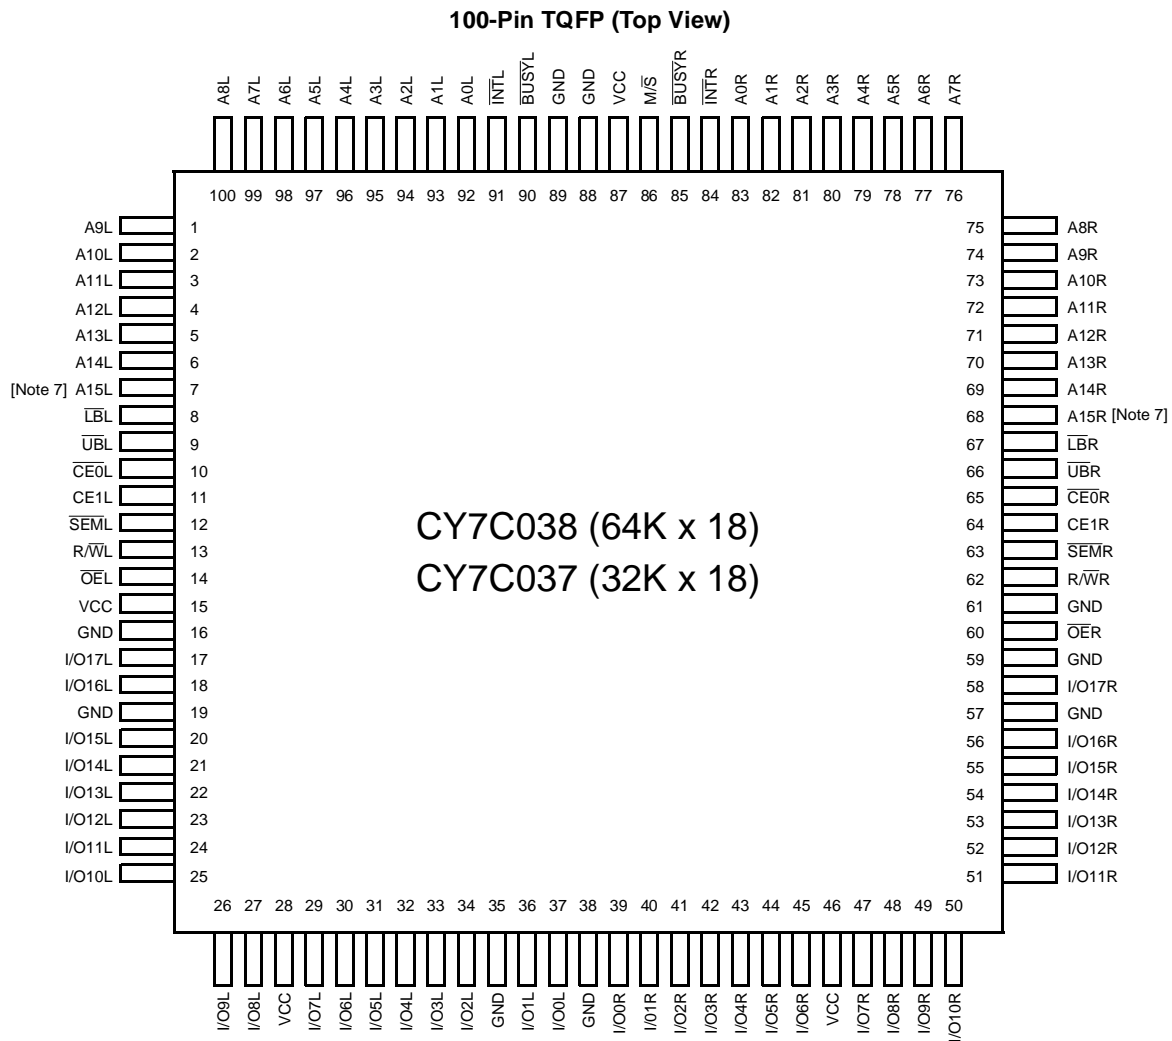 100-Pin TQFP (Top View)
A8L A7L A6L A5L A4L A3L A2L A1L A0L INTL BUSYL GND GND VCC M/S BUSYR INTR A0R A1R A2R A3R A4R A5R A6R A7R
100 99 98 97 96 95 94 93 92 91 90 89 88 87 86 85 84 83 82 81 80 79 78 77 76
A9L 1 75 A8R
A10L 2 74 A9R
A11L 3 73 A10R
A12L 4 72 A11R
A13L 5 71 A12R
A14L 6 70 A13R
[Note 7] A15L 7 69 A14R
LBL 8 68 A15R [Note 7]
UBL 9 67 LBR
CE0L 10 66 UBR
CE1L 11 65 CE0R
SEML 12 64 CE1R
R/WL 13 63 SEMR
OEL 14 62 R/WR
VCC 15 61 GND
GND 16 60 OER
I/O17L 17 59 GND
I/O16L 18 58 I/O17R
GND 19 57 GND
I/O15L 20 56 I/O16R
I/O14L 21 55 I/O15R
I/O13L 22 54 I/O14R
I/O12L 23 53 I/O13R
I/O11L 24 52 I/O12R
I/O10L 25 51 I/O11R
CY7C038 (64K x 18)
CY7C037 (32K x 18)
26 27 28 29 30 31 32 33 34 35 36 37 38 39 40 41 42 43 44 45 46 47 48 49 50
I/O9L I/O8L VCC I/O7L I/O6L I/O5L I/O4L I/O3L I/O2L GND I/O1L I/O0L GND I/O0R I/01R I/O2R I/O3R I/O4R I/O5R I/O6R VCC I/O7R I/O8R I/O9R I/O10R